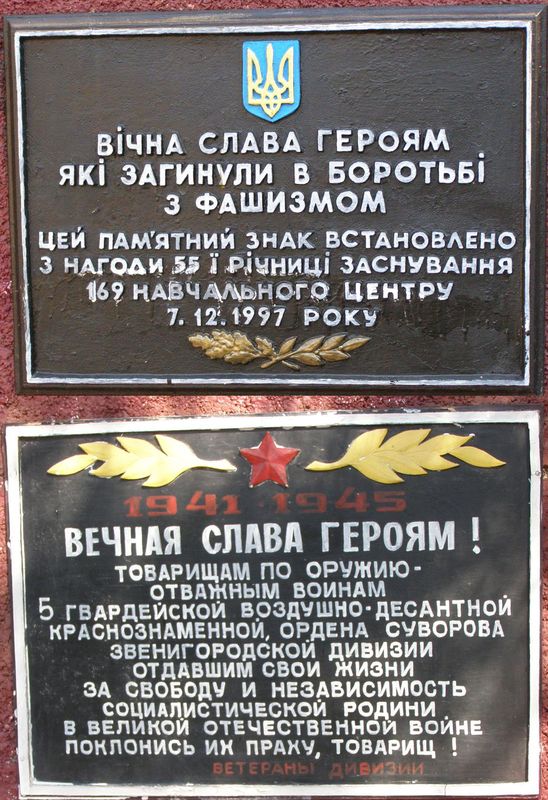 ВІЧНА СЛАВА ГЕРОЯМ
ЯКІ ЗАГИНУЛИ В БОРОТЬБІ
З ФАШИЗМОМ
ЦЕЙ ПАМ'ЯТНИЙ ЗНАК ВСТАНОВЛЕНО
З НАГОДИ 55 Ї РІЧНИЦІ ЗАСНУВАННЯ
169 НАВЧАЛЬНОГО ЦЕНТРУ
7. 12. 1997 РОКУ
1941 · 1945
ВЕЧНАЯ СЛАВА ГЕРОЯМ !
ТОВАРИЩАМ ПО ОРУЖИЮ-
ОТВАЖНЫМ ВОИНАМ
5 ГВАРДЕЙСКОЙ ВОЗДУШНО-ДЕСАНТНОЙ
КРАСНОЗНАМЕННОЙ, ОРДЕНА СУВОРОВА
ЗВЕНИГОРОДСКОЙ ДИВИЗИИ
ОТДАВШИМ СВОИ ЖИЗНИ
ЗА СВОБОДУ И НЕЗАВИСИМОСТЬ
СОЦИАЛИСТИЧЕСКОЙ РОДИНЫ
В ВЕЛИКОЙ ОТЕЧЕСТВЕННОЙ ВОЙНЕ
ПОКЛОНИСЬ ИХ ПРАХУ, ТОВАРИЩ !
ВЕТЕРАНЫ ДИВИЗИИ